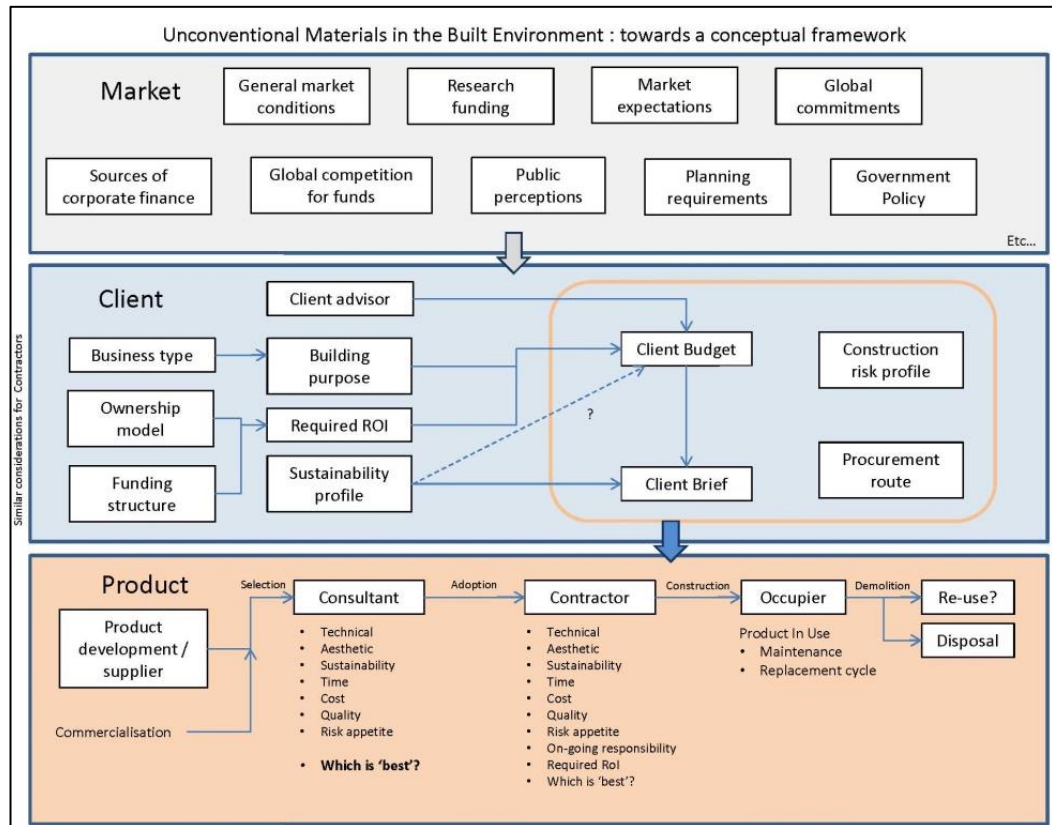 Unconventional Materials in the Built Environment : towards a conceptual framework
Market
General market
conditions
Research
funding
Market
expectations
Global
commitments
Sources of
corporate finance
Global competition
for funds
Public
perceptions
Planning
requirements
Government
Policy
Etc...
Similar considerations for Contractors
Client
Client advisor
Business type
Building
purpose
Client Budget
Construction
risk profile
Ownership
model
Required ROI
?
Funding
structure
Sustainability
profile
Client Brief
Procurement
route
Product
Product
development /
supplier
Commercialisation
Selection
Consultant
• Technical
• Aesthetic
• Sustainability
• Time
• Cost
• Quality
• Risk appetite
• Which is ‘best’?
Adoption
Contractor
• Technical
• Aesthetic
• Sustainability
• Time
• Cost
• Quality
• Risk appetite
• On-going responsibility
• Required RoI
• Which is ‘best’?
Construction
Occupier
Product In Use
• Maintenance
• Replacement cycle
Demolition
Re-use?
Disposal